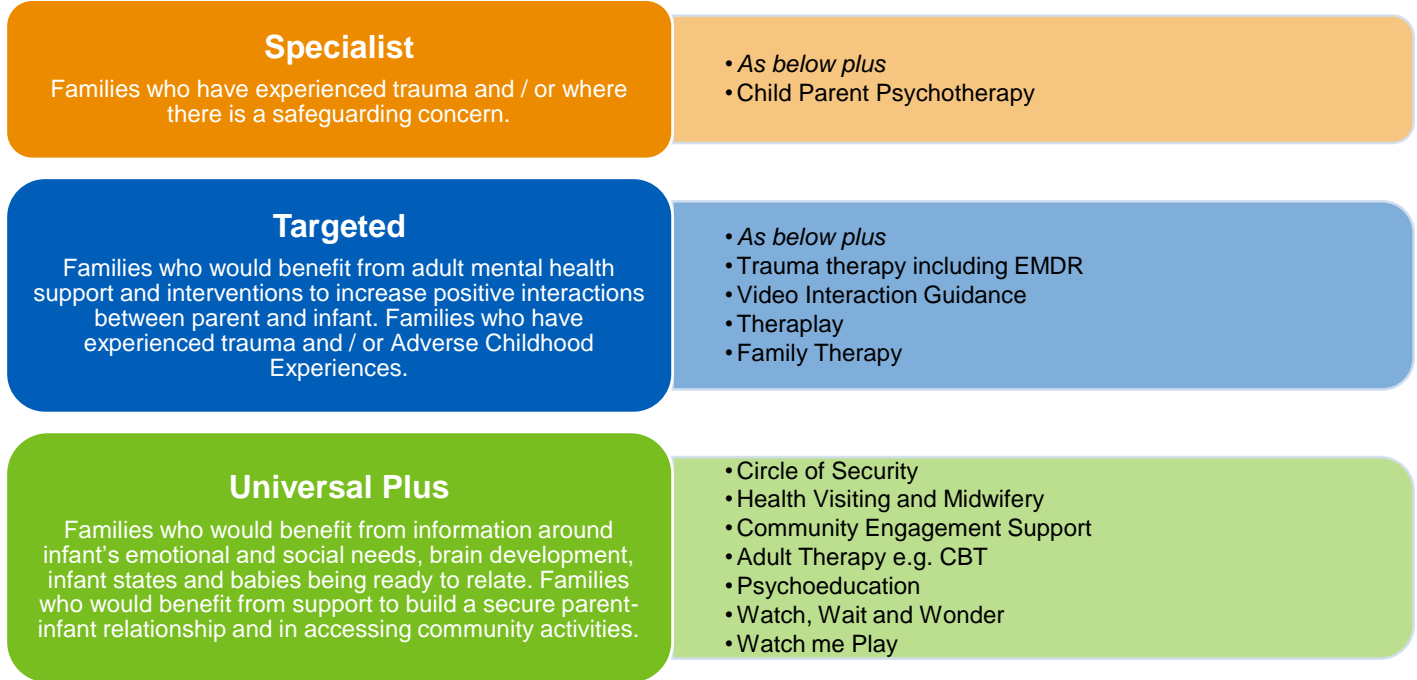 Specialist
Families who have experienced trauma and / or where
there is a safeguarding concern.
• As below plus
• Child Parent Psychotherapy
Targeted
Families who would benefit from adult mental health
support and interventions to increase positive interactions
between parent and infant. Families who have
experienced trauma and / or Adverse Childhood
Experiences.
• As below plus
• Trauma therapy including EMDR
• Video Interaction Guidance
• Theraplay
• Family Therapy
Universal Plus
Families who would benefit from information around
infant’s emotional and social needs, brain development,
infant states and babies being ready to relate. Families
who would benefit from support to build a secure parent-
infant relationship and in accessing community activities.
• Circle of Security
• Health Visiting and Midwifery
• Community Engagement Support
• Adult Therapy e.g. CBT
• Psychoeducation
• Watch, Wait and Wonder
• Watch me Play